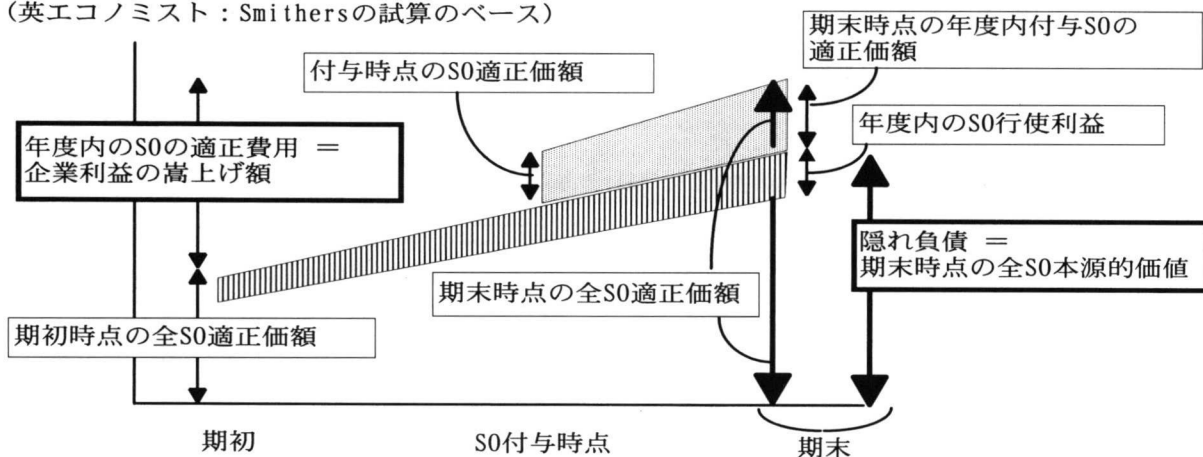 (英エコノミスト：Smithersの試算のベース)
期末時点の年度内付与SOの
適正価額
付与時点のSO適正価額
年度内のSO行使利益
年度内のSOの適正費用 ＝
企業利益の嵩上げ額
隠れ負債 ＝
期末時点の全SO本源的価値
期末時点の全SO適正価額
期初時点の全SO適正価額
期初
SO付与時点
期末